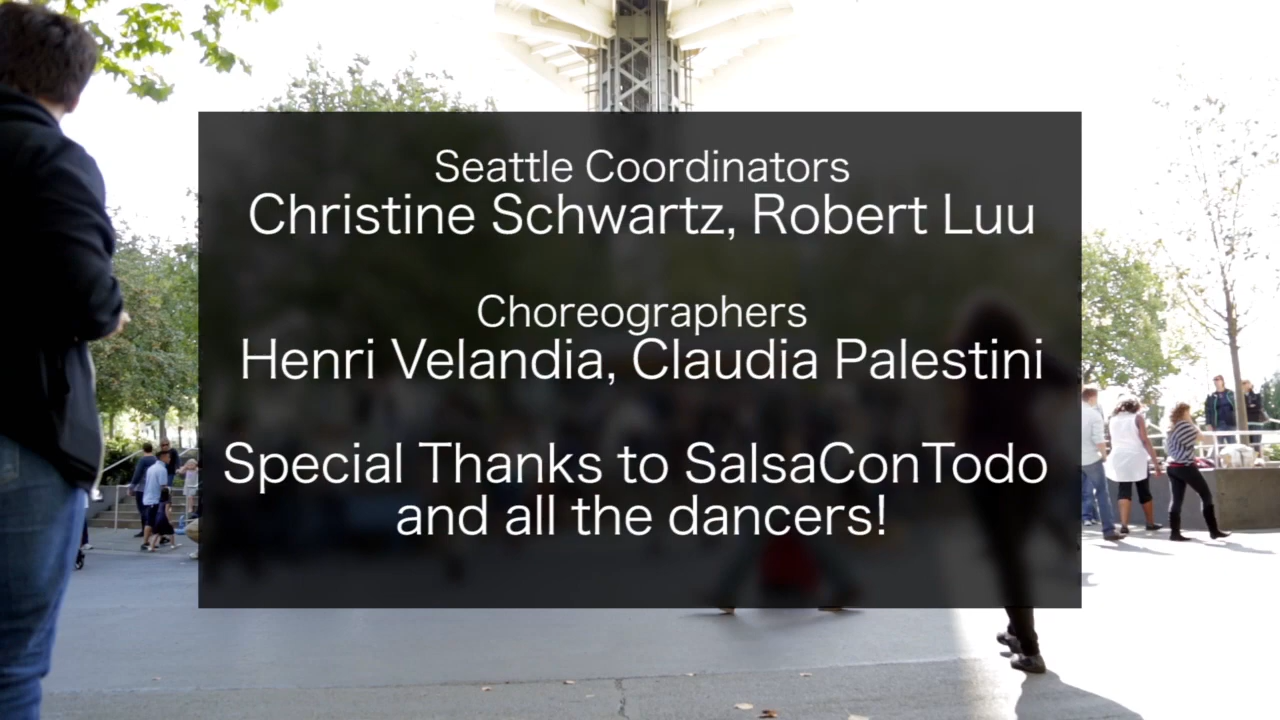 Seattle Coordinators
Christine Schwartz, Robert Luu
Choreographers
Henri Velandia, Claudia Palestini
Special Thanks to SalsaConTodo
and all the dancers!